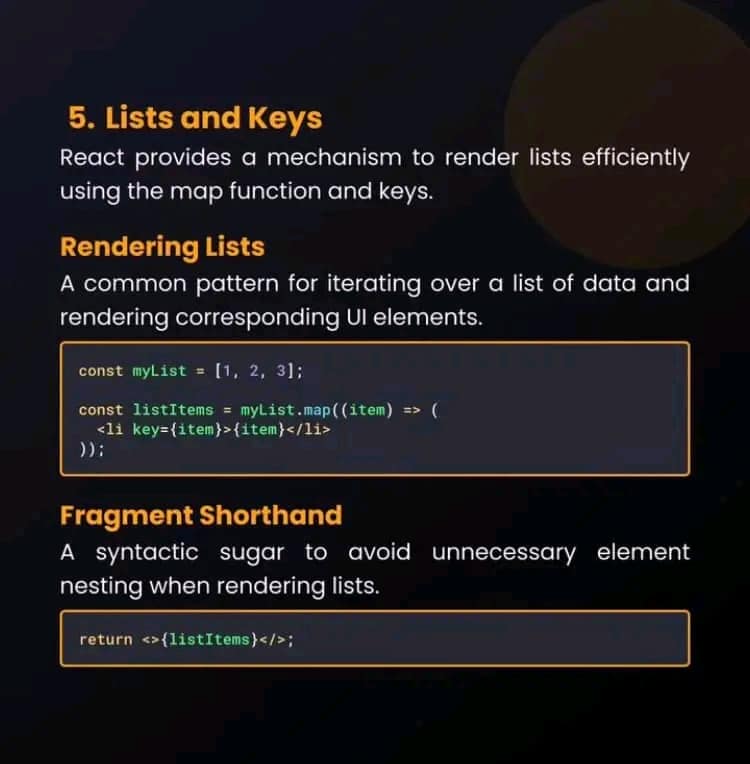 5. Lists and Keys
React provides a mechanism to render lists efficiently
using the map function and keys.
Rendering Lists
A common pattern for iterating over a list of data and
rendering corresponding UI elements.
const myList = [1, 2, 3];
const listItems = myList.map((item) => (
  <li key={item}>{item}</li>
));
Fragment Shorthand
A syntactic sugar to avoid unnecessary element
nesting when rendering lists.
return <>{listItems}</>;